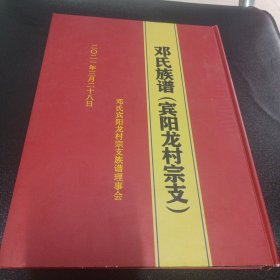 邓氏族谱(宾阳龙村宗支)
邓氏宾阳龙村宗支族谱理事会
二〇二一年三月二十八日